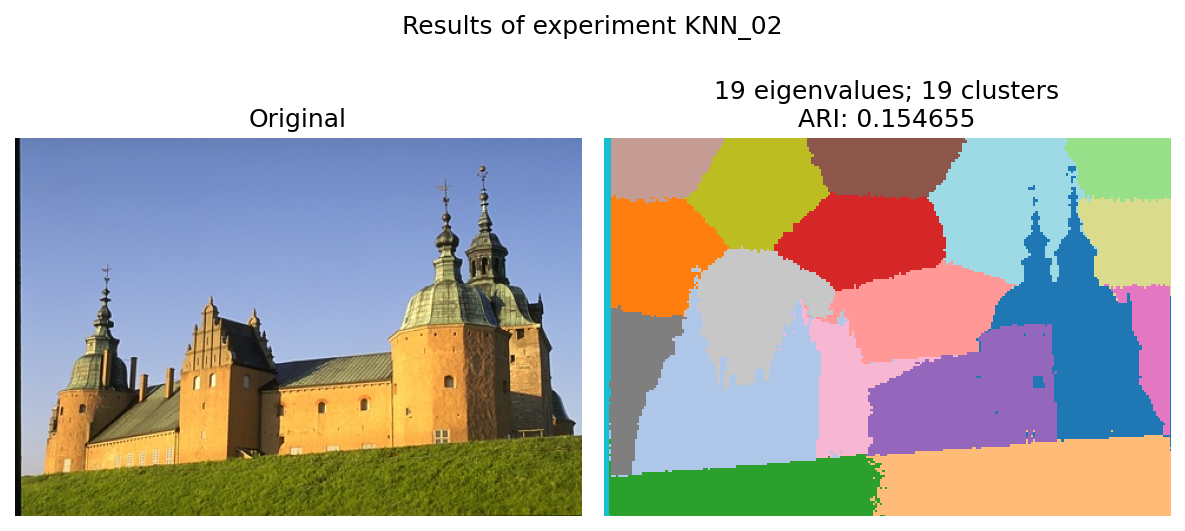 Results of experiment KNN_02
Original
19 eigenvalues; 19 clusters
ARI: 0.154655